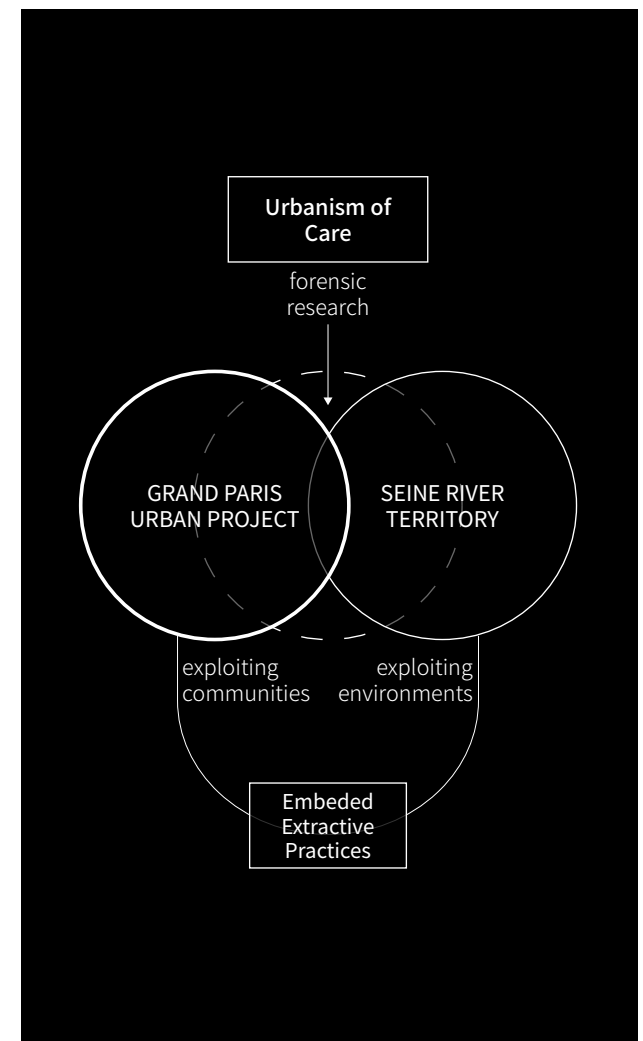 Urbanism of
Care
forensic
research
GRAND PARIS
URBAN PROJECT
SEINE RIVER
TERRITORY
exploiting
communities
exploiting
environments
Embeded
Extractive
Practices